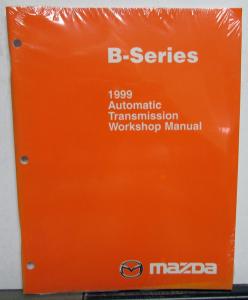 B-Series
1999
Automatic
Transmission
Workshop Manual
mazda